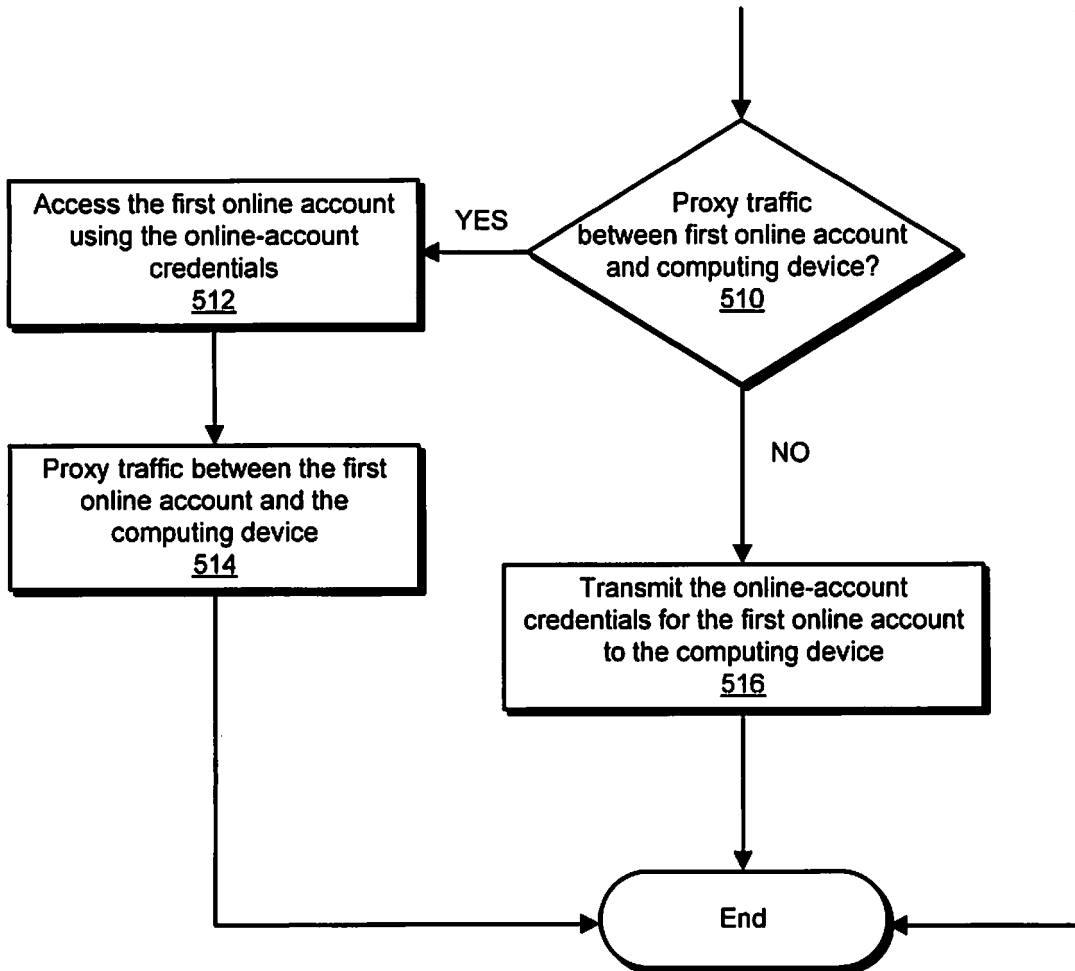 Proxy traffic
between first online account
and computing device?
510
YES
Access the first online account
using the online-account
credentials
512
Proxy traffic between the first
online account and the
computing device
514
NO
Transmit the online-account
credentials for the first online account
to the computing device
516
End